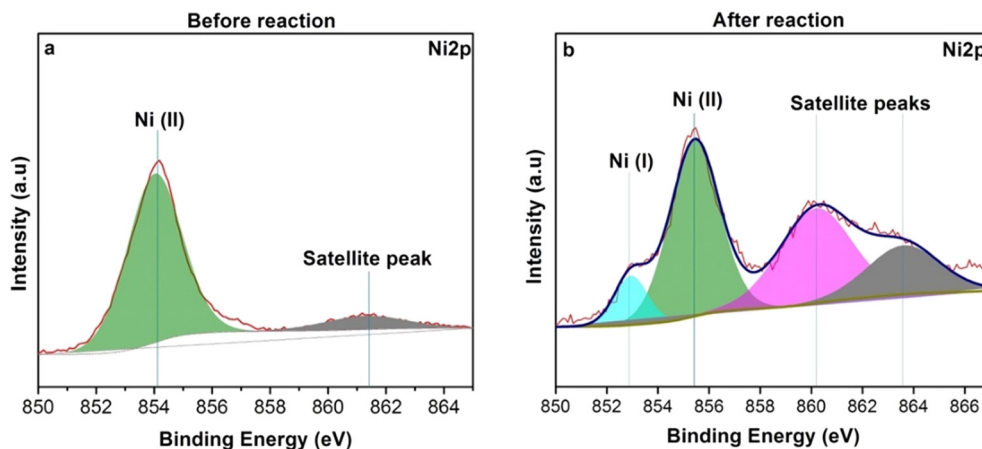 Before reaction
a
Ni2p
Ni (II)
Satellite peak
Intensity (a.u)
850 852 854 856 858 860 862 864
Binding Energy (eV)
After reaction
b
Ni2p
Ni (II)
Satellite peaks
Ni (I)
Intensity (a.u)
850 852 854 856 858 860 862 864 866
Binding Energy (eV)